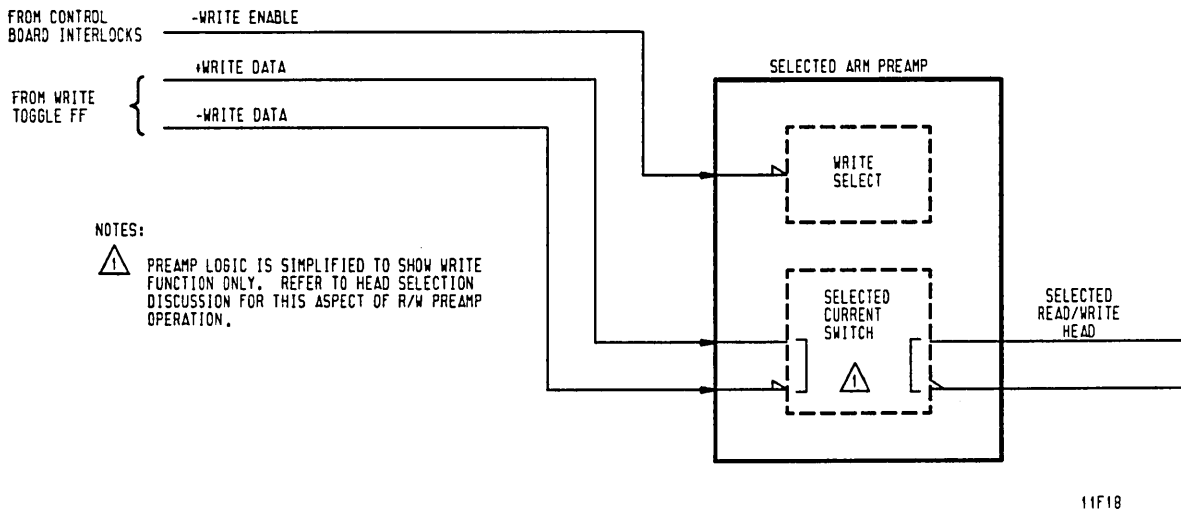 FROM CONTROL
BOARD INTERLOCKS
-WRITE ENABLE
+WRITE DATA
FROM WRITE
TOGGLE FF
-WRITE DATA
SELECTED ARM PREAMP
WRITE
SELECT
NOTES:
1
PREAMP LOGIC IS SIMPLIFIED TO SHOW WRITE
FUNCTION ONLY. REFER TO HEAD SELECTION
DISCUSSION FOR THIS ASPECT OF R/W PREAMP
OPERATION.
SELECTED
CURRENT
SWITCH
1
SELECTED
READ/WRITE
HEAD
11F18